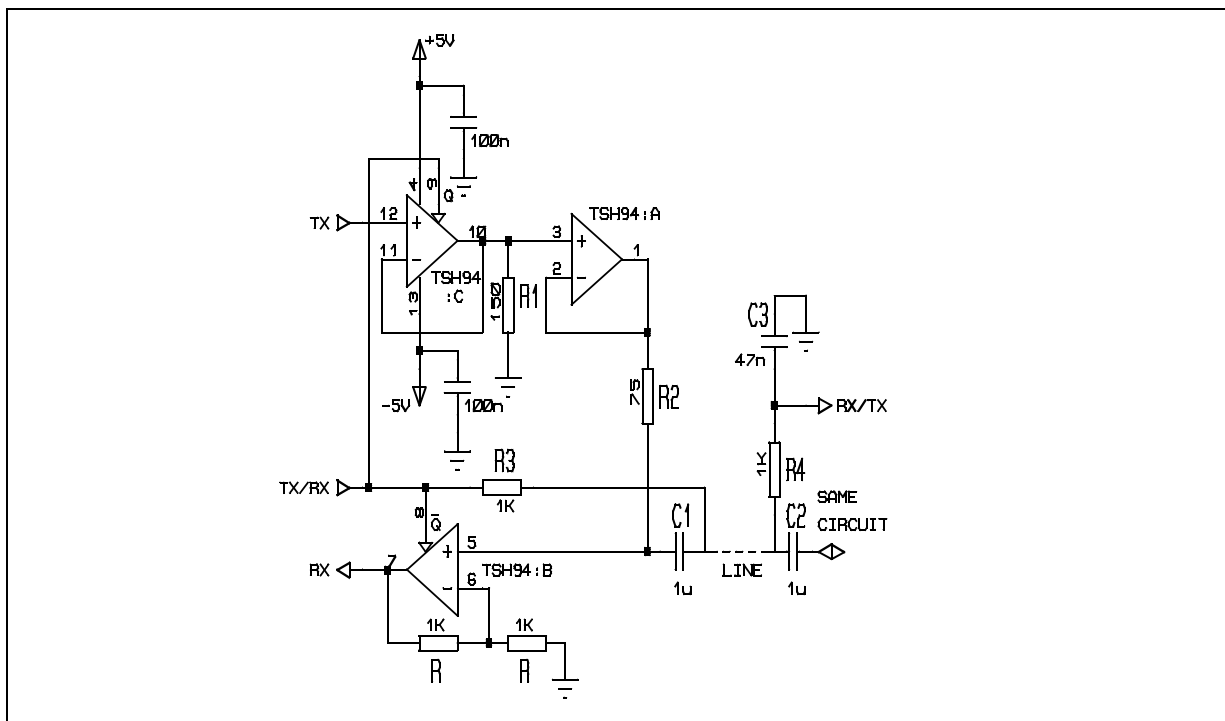 +5V
100n
4
9
Q
TX
12
+
10
11
-
TSH94
:C
13
150
R1
TSH94:A
3
+
1
2
-
-5V
100n
75
R2
C3
47n
RX/TX
1K
R4
SAME
CIRCUIT
TX/RX
R3
1K
8
Q̅
C1
1u
LINE
C2
1u
RX
7
+
5
TSH94:B
-
6
1K
R
1K
R